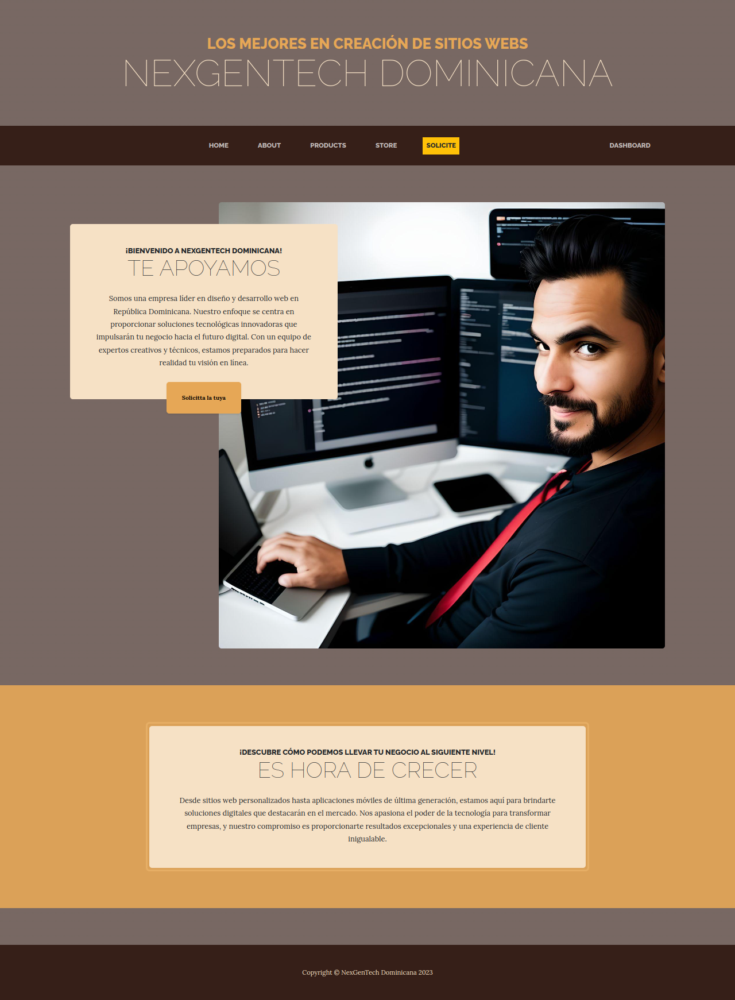 LOS MEJORES EN CREACIÓN DE SITIOS WEBS
NEXGENTECH DOMINICANA
HOME ABOUT PRODUCTS STORE SOLICITE DASHBOARD
¡BIENVENIDO A NEXGENTECH DOMINICANA!
TE APOYAMOS
Somos una empresa líder en diseño y desarrollo web en
República Dominicana. Nuestro enfoque se centra en
proporcionar soluciones tecnológicas innovadoras que
impulsarán tu negocio hacia el futuro digital. Con un equipo de
expertos creativos y técnicos, estamos preparados para hacer
realidad tu visión en línea.
Solicitta la tuya
¡DESCUBRE CÓMO PODEMOS LLEVAR TU NEGOCIO AL SIGUIENTE NIVEL!
ES HORA DE CRECER
Desde sitios web personalizados hasta aplicaciones móviles de última generación, estamos aquí para brindarte
soluciones digitales que destacarán en el mercado. Nos apasiona el poder de la tecnología para transformar
empresas, y nuestro compromiso es proporcionarte resultados excepcionales y una experiencia de cliente
inigualable.
Copyright © NexGenTech Dominicana 2023